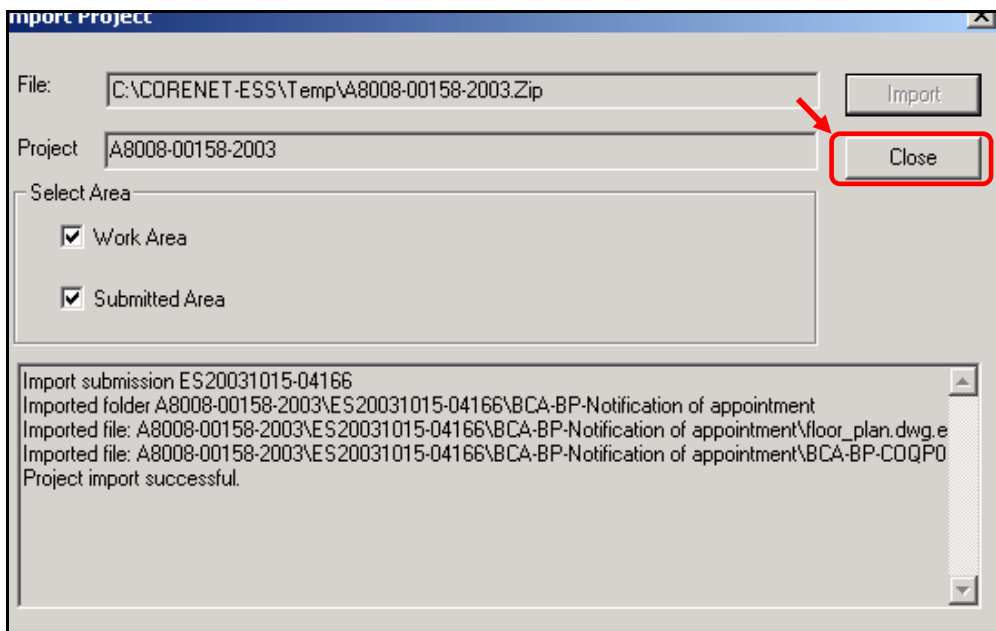 Import Project
File:
C:\CORENET-ESS\Temp\A8008-00158-2003.Zip
Import
Project
A8008-00158-2003
Close
Select Area
Work Area
Submitted Area
Import submission ES20031015-04166
Imported folder A8008-00158-2003\ES20031015-04166\BCA-BP-Notification of appointment
Imported file: A8008-00158-2003\ES20031015-04166\BCA-BP-Notification of appointment\floor_plan.dwg.e
Imported file: A8008-00158-2003\ES20031015-04166\BCA-BP-Notification of appointment\BCA-BP-COQP0
Project import successful.